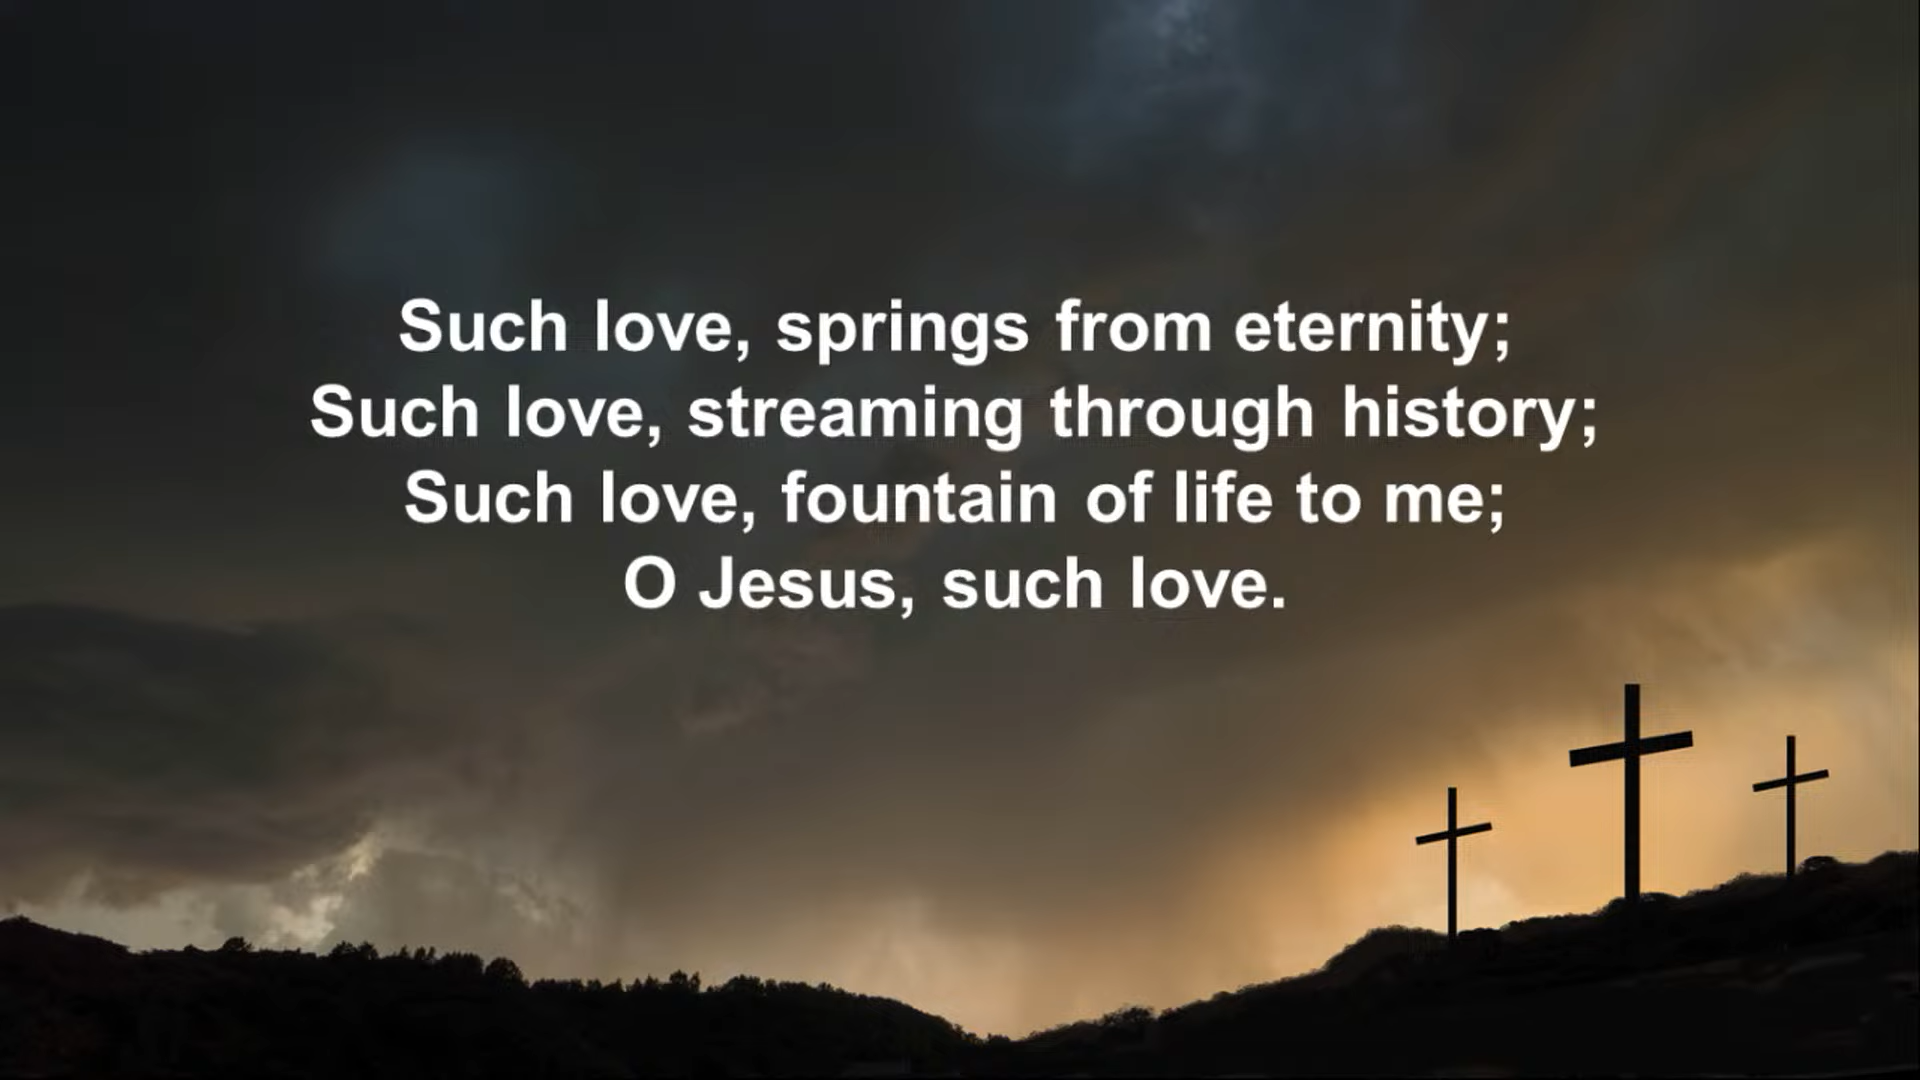 Such love, springs from eternity;
Such love, streaming through history;
Such love, fountain of life to me;
O Jesus, such love.